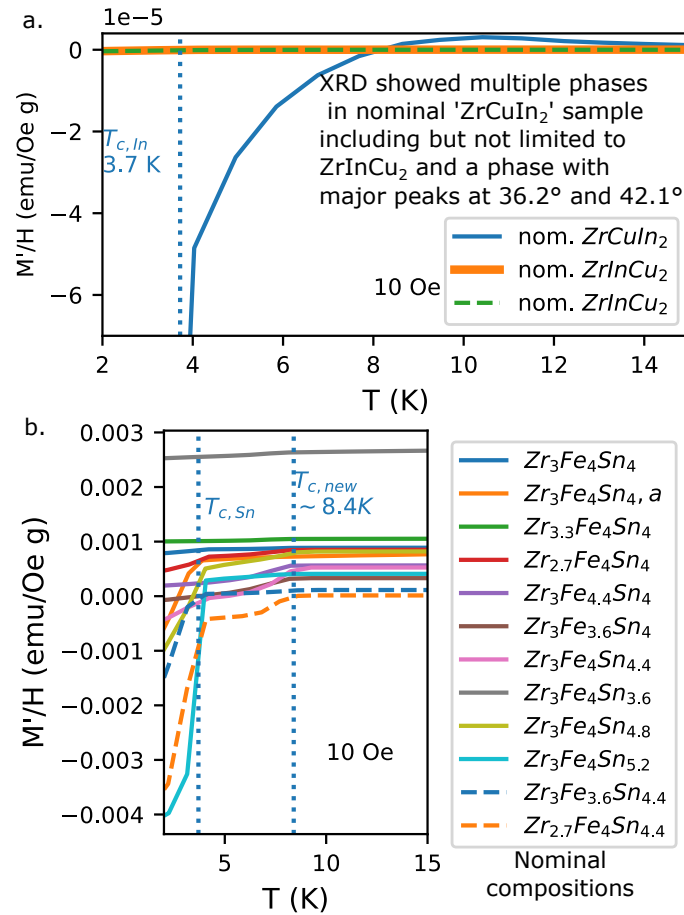 a.
1e−5
0
−2
−4
−6
M'/H (emu/Oe g)
T_{c,In}
3.7 K
XRD showed multiple phases
in nominal 'ZrCuIn₂' sample
including but not limited to
ZrInCu₂ and a phase with
major peaks at 36.2° and 42.1°
nom. ZrCuIn₂
nom. ZrInCu₂
nom. ZrInCu₂
10 Oe
2 4 6 8 10 12 14
T (K)
b.
0.003
0.002
0.001
0.000
−0.001
−0.002
−0.003
−0.004
M'/H (emu/Oe g)
T_{c,Sn}
T_{c,new}
~ 8.4K
10 Oe
5 10 15
T (K)
Zr₃Fe₄Sn₄
Zr₃Fe₄Sn₄, a
Zr₃.₃Fe₄Sn₄
Zr₂.₇Fe₄Sn₄
Zr₃Fe₄.₄Sn₄
Zr₃Fe₃.₆Sn₄
Zr₃Fe₄Sn₄.₄
Zr₃Fe₄Sn₃.₆
Zr₃Fe₄Sn₄.₈
Zr₃Fe₄Sn₅.₂
Zr₃Fe₃.₆Sn₄.₄
Zr₂.₇Fe₄Sn₄.₄
Nominal
compositions